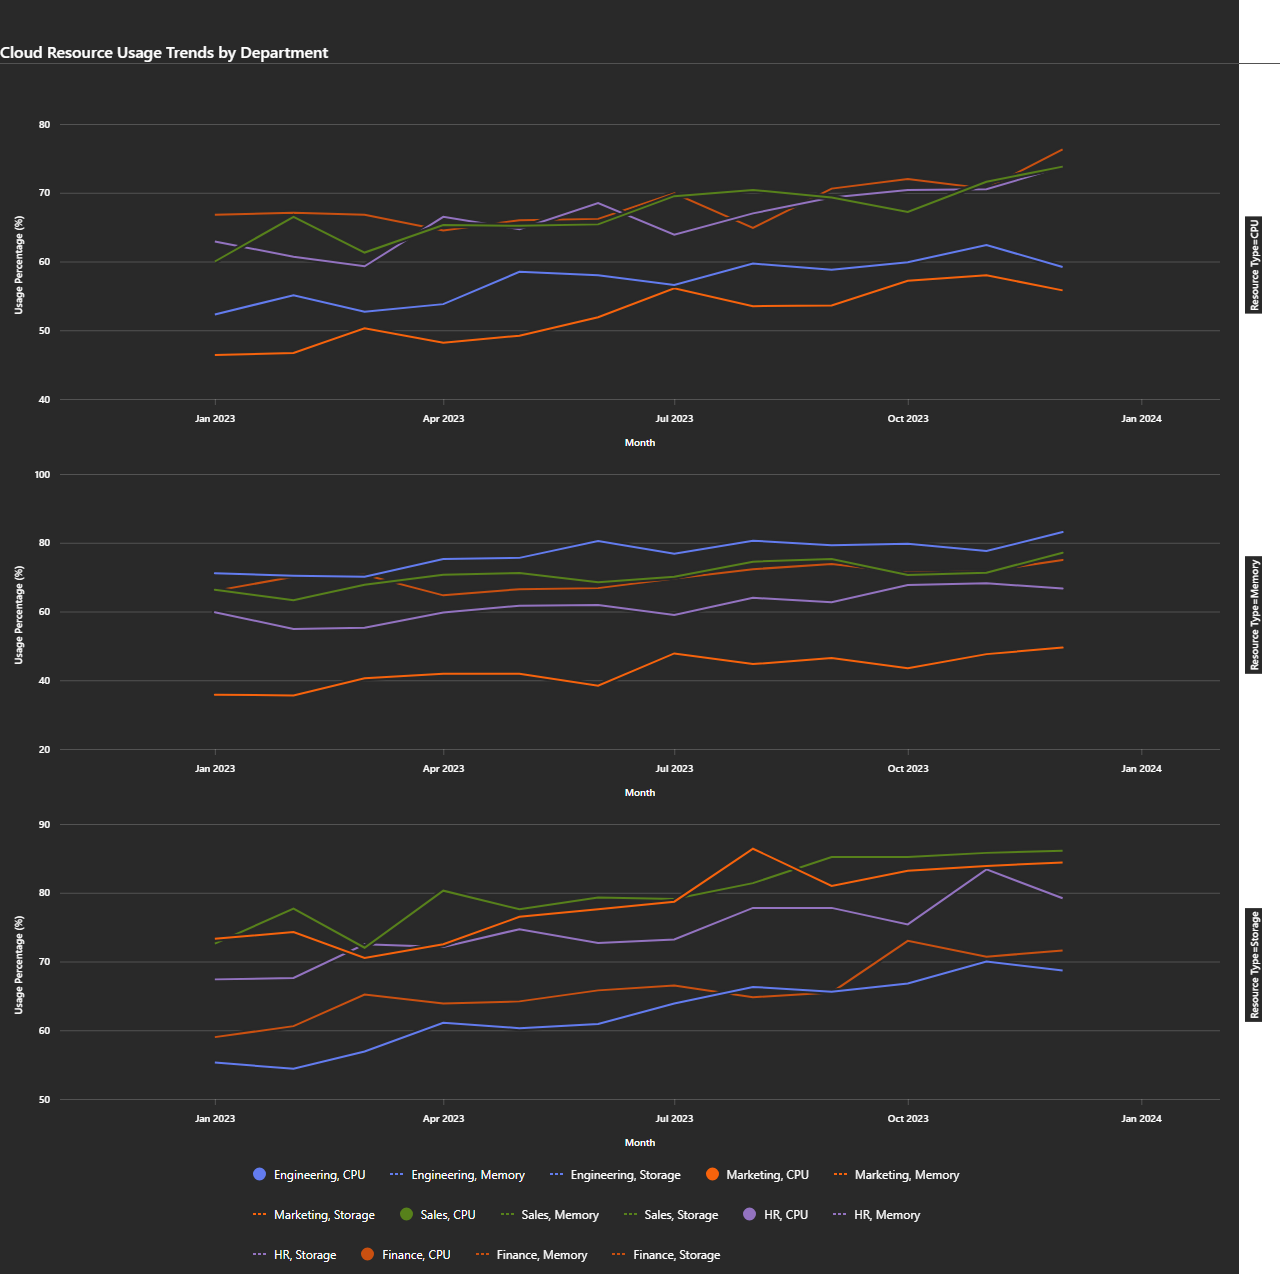 Cloud Resource Usage Trends by Department
80
70
60
50
40
Usage Percentage (%)
Jan 2023 Apr 2023 Jul 2023 Oct 2023 Jan 2024
Month
Resource Type=CPU
100
80
60
40
20
Usage Percentage (%)
Jan 2023 Apr 2023 Jul 2023 Oct 2023 Jan 2024
Month
Resource Type=Memory
90
80
70
60
50
Usage Percentage (%)
Jan 2023 Apr 2023 Jul 2023 Oct 2023 Jan 2024
Month
Resource Type=Storage
Engineering, CPU Engineering, Memory Engineering, Storage Marketing, CPU Marketing, Memory
Marketing, Storage Sales, CPU Sales, Memory Sales, Storage HR, CPU HR, Memory
HR, Storage Finance, CPU Finance, Memory Finance, Storage